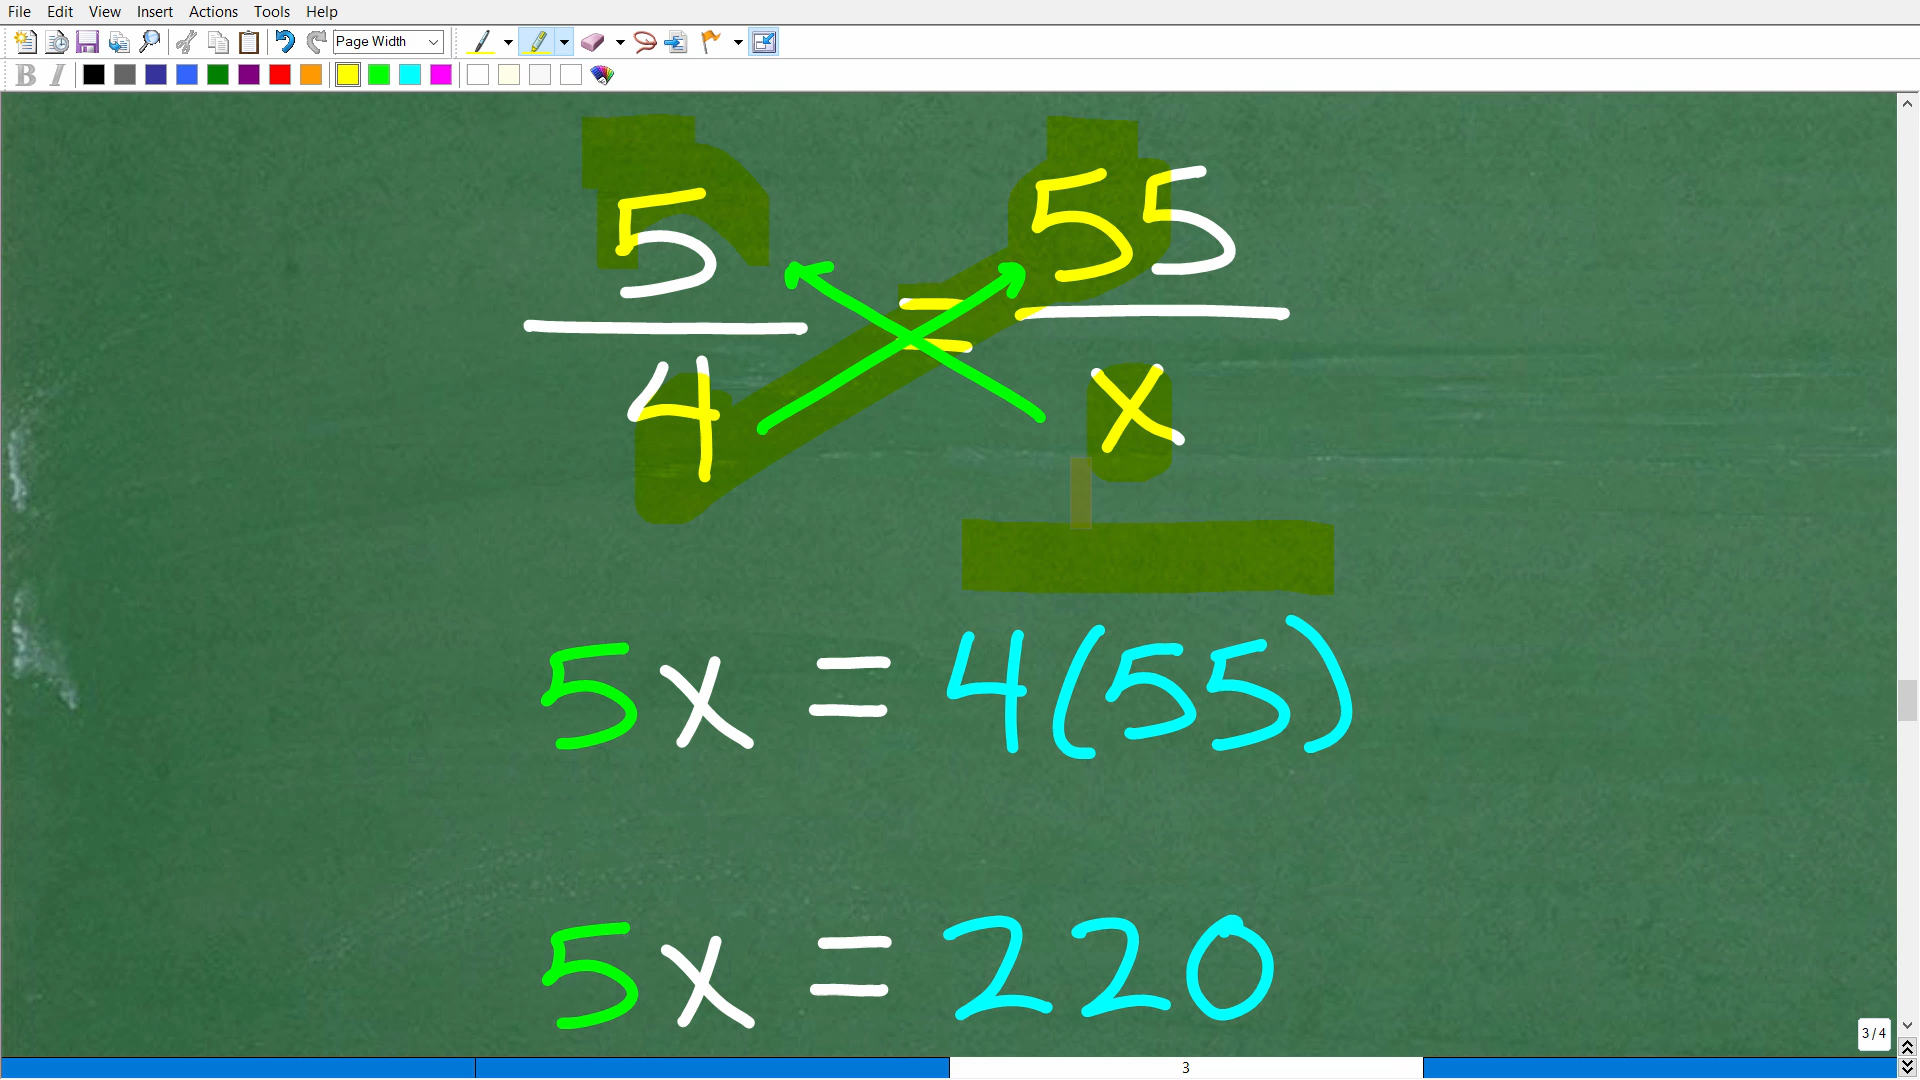 File Edit View Insert Actions Tools Help
Page Width
B I
5 55
=
4 x
5x = 4(55)
5x = 220
3 / 4
3